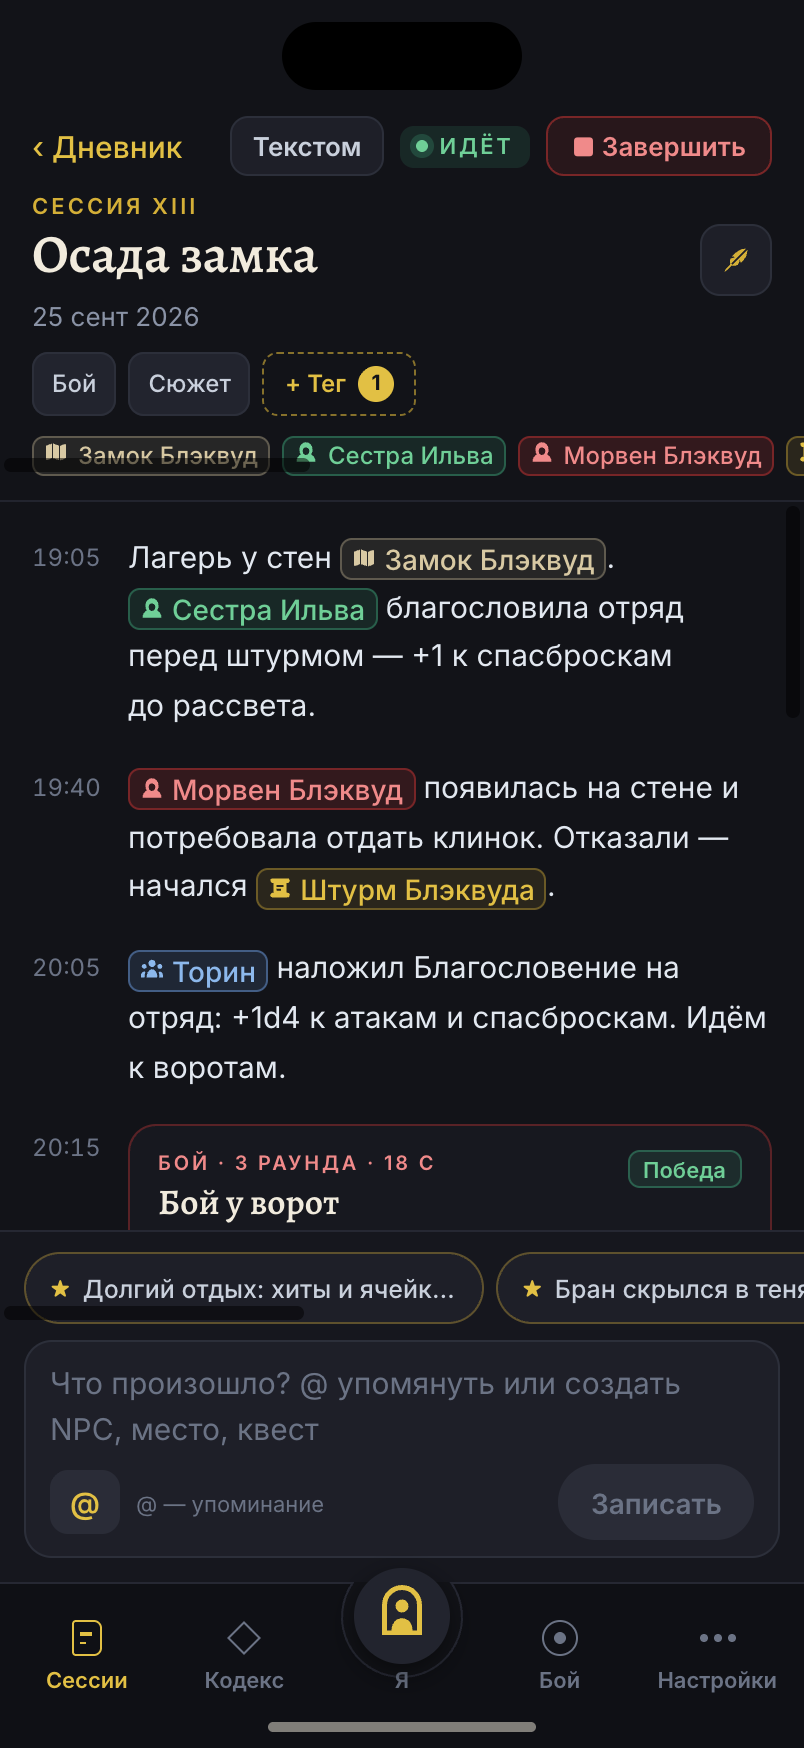 ‹ Дневник
Текстом
ИДЁТ
Завершить
СЕССИЯ XIII
Осада замка
25 сент 2026
Бой
Сюжет
+ Тег 1
Замок Блэквуд
Сестра Ильва
Морвен Блэквуд
19:05
Лагерь у стен Замок Блэквуд.
Сестра Ильва благословила отряд
перед штурмом — +1 к спасброскам
до рассвета.
19:40
Морвен Блэквуд появилась на стене и
потребовала отдать клинок. Отказали —
начался Штурм Блэквуда.
20:05
Торин наложил Благословение на
отряд: +1d4 к атакам и спасброскам. Идём
к воротам.
20:15
БОЙ · 3 РАУНДА · 18 С
Победа
Бой у ворот
Долгий отдых: хиты и ячейк...
Бран скрылся в теня
Что произошло? @ упомянуть или создать
NPC, место, квест
@
@ — упоминание
Записать
Сессии
Кодекс
Я
Бой
Настройки